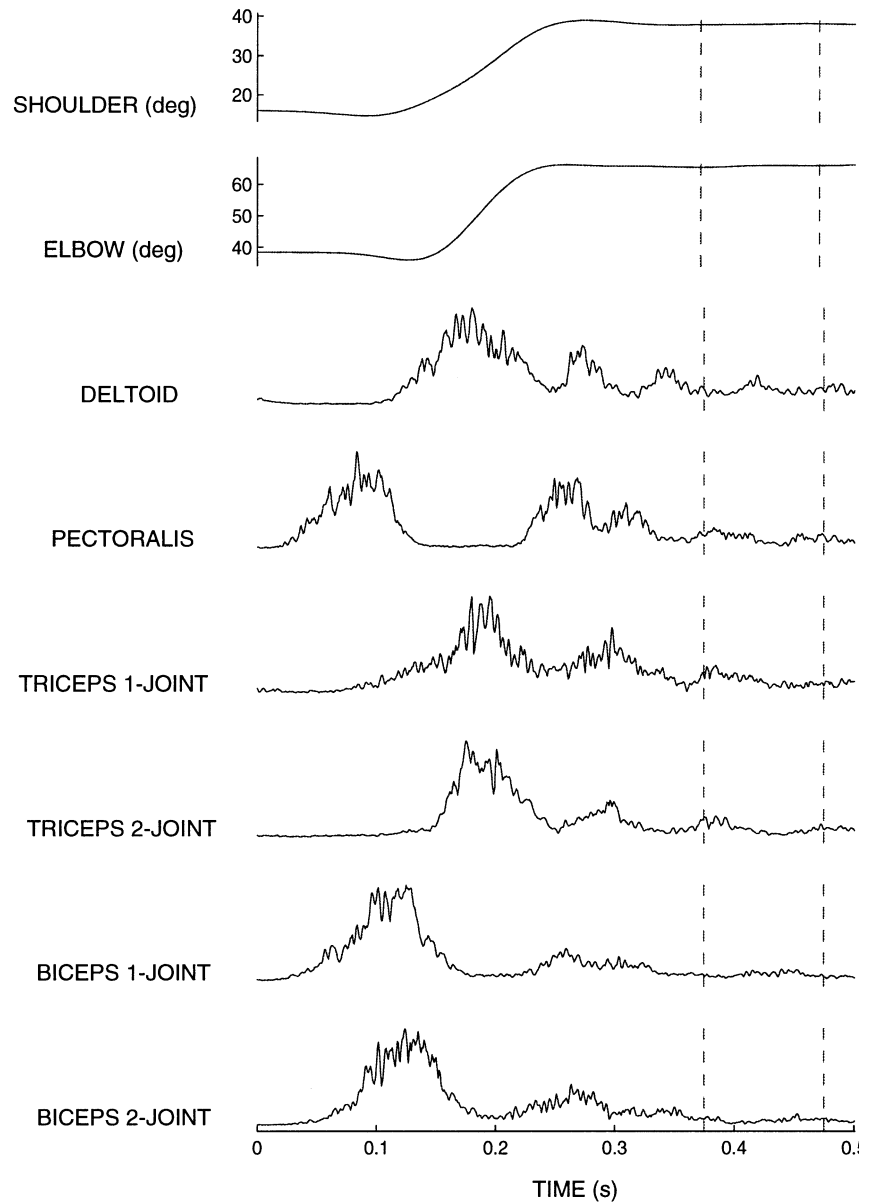 40
30
20
SHOULDER (deg)
60
50
40
ELBOW (deg)
DELTOID
PECTORALIS
TRICEPS 1-JOINT
TRICEPS 2-JOINT
BICEPS 1-JOINT
BICEPS 2-JOINT
0 0.1 0.2 0.3 0.4 0.
TIME (s)